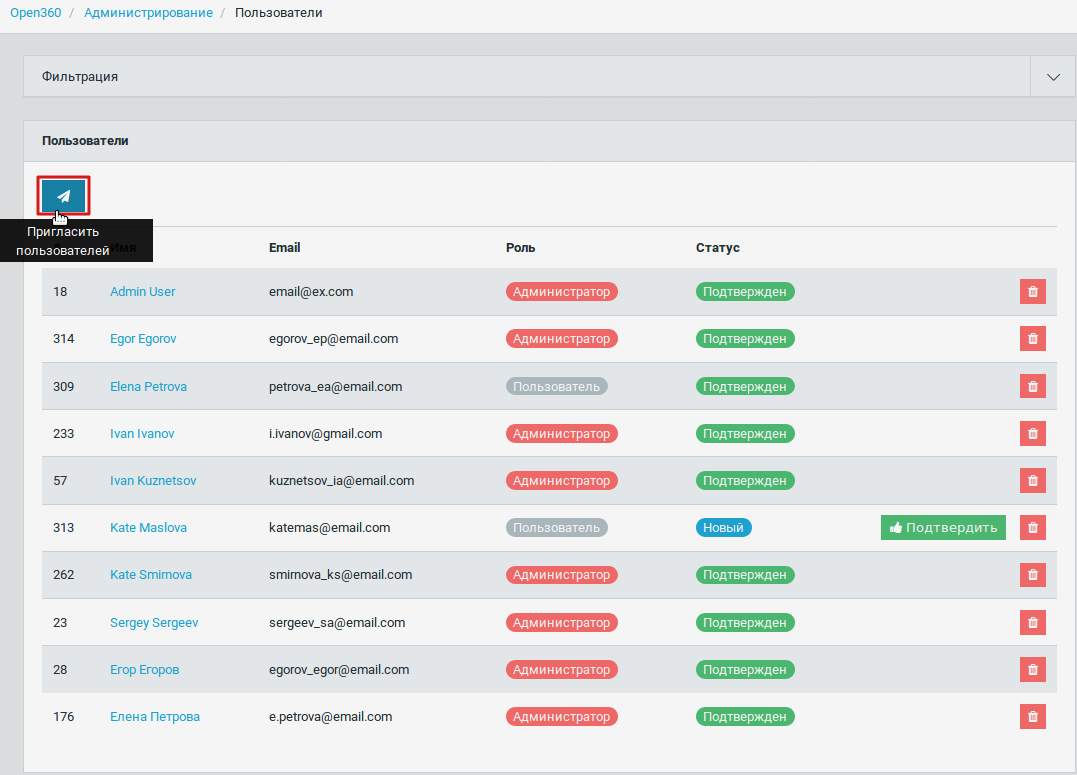 Open360 / Администрирование / Пользователи
Фильтрация
Пользователи
Пригласить
пользователей
Имя Email Роль Статус
18 Admin User email@ex.com Администратор Подтвержден
314 Egor Egorov egorov_ep@email.com Администратор Подтвержден
309 Elena Petrova petrova_ea@email.com Пользователь Подтвержден
233 Ivan Ivanov i.ivanov@gmail.com Администратор Подтвержден
57 Ivan Kuznetsov kuznetsov_ia@email.com Администратор Подтвержден
313 Kate Maslova katemas@email.com Пользователь Новый Подтвердить
262 Kate Smirnova smirnova_ks@email.com Администратор Подтвержден
23 Sergey Sergeev sergeev_sa@email.com Администратор Подтвержден
28 Егор Егоров egorov_egor@email.com Администратор Подтвержден
176 Елена Петрова e.petrova@email.com Администратор Подтвержден